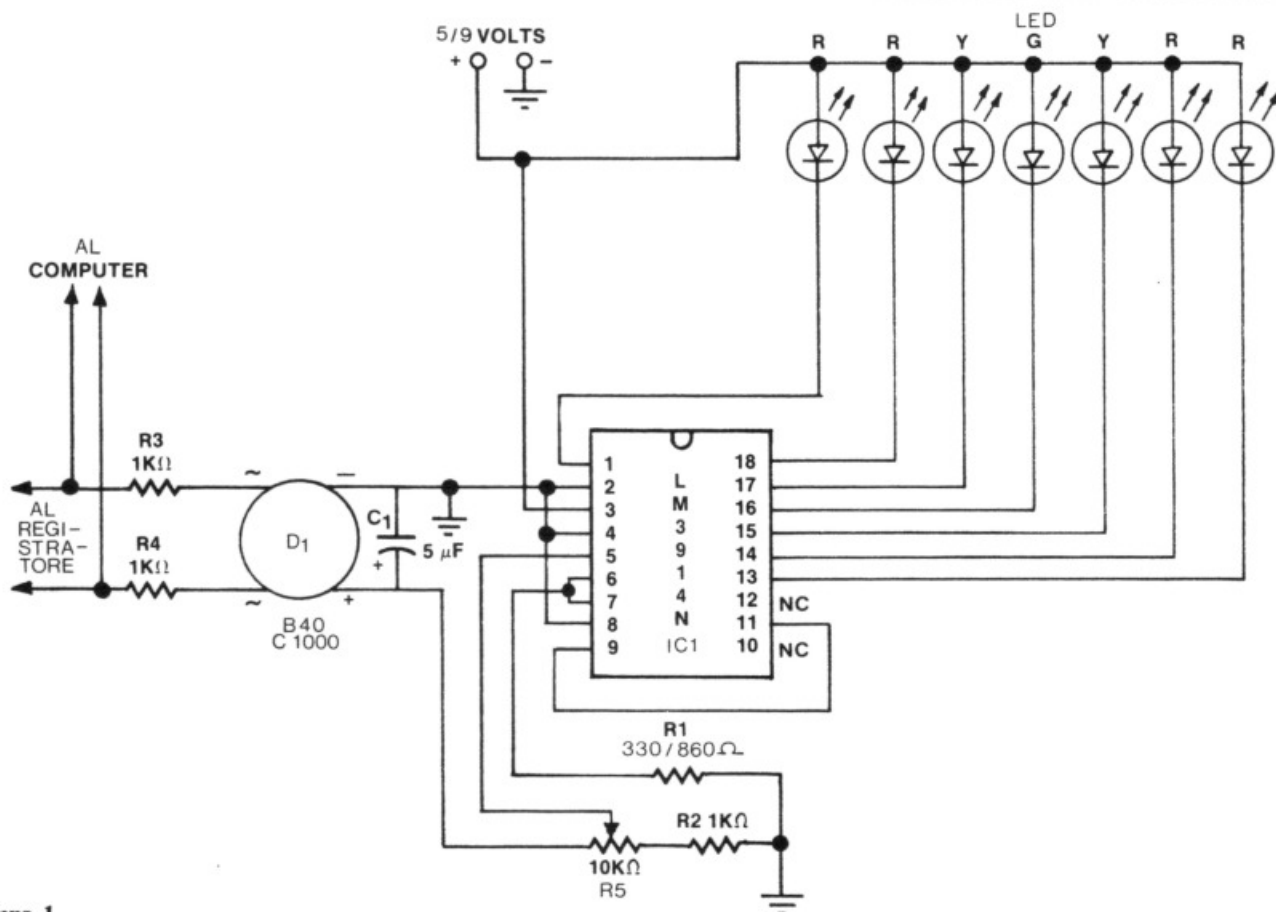 5/9 VOLTS
+ −
LED
R R Y G Y R R
AL
COMPUTER
R3
1KΩ
~ −
AL
REGI-
STRA-
TORE
R4
1KΩ
~ +
D1
B40
C1000
C1
5 µF
+
1
2
3
4
5
6
7
8
9
L
M
3
9
1
4
N
IC1
18
17
16
15
14
13
12 NC
11
10 NC
R1
330/860Ω
R2 1KΩ
10KΩ
R5